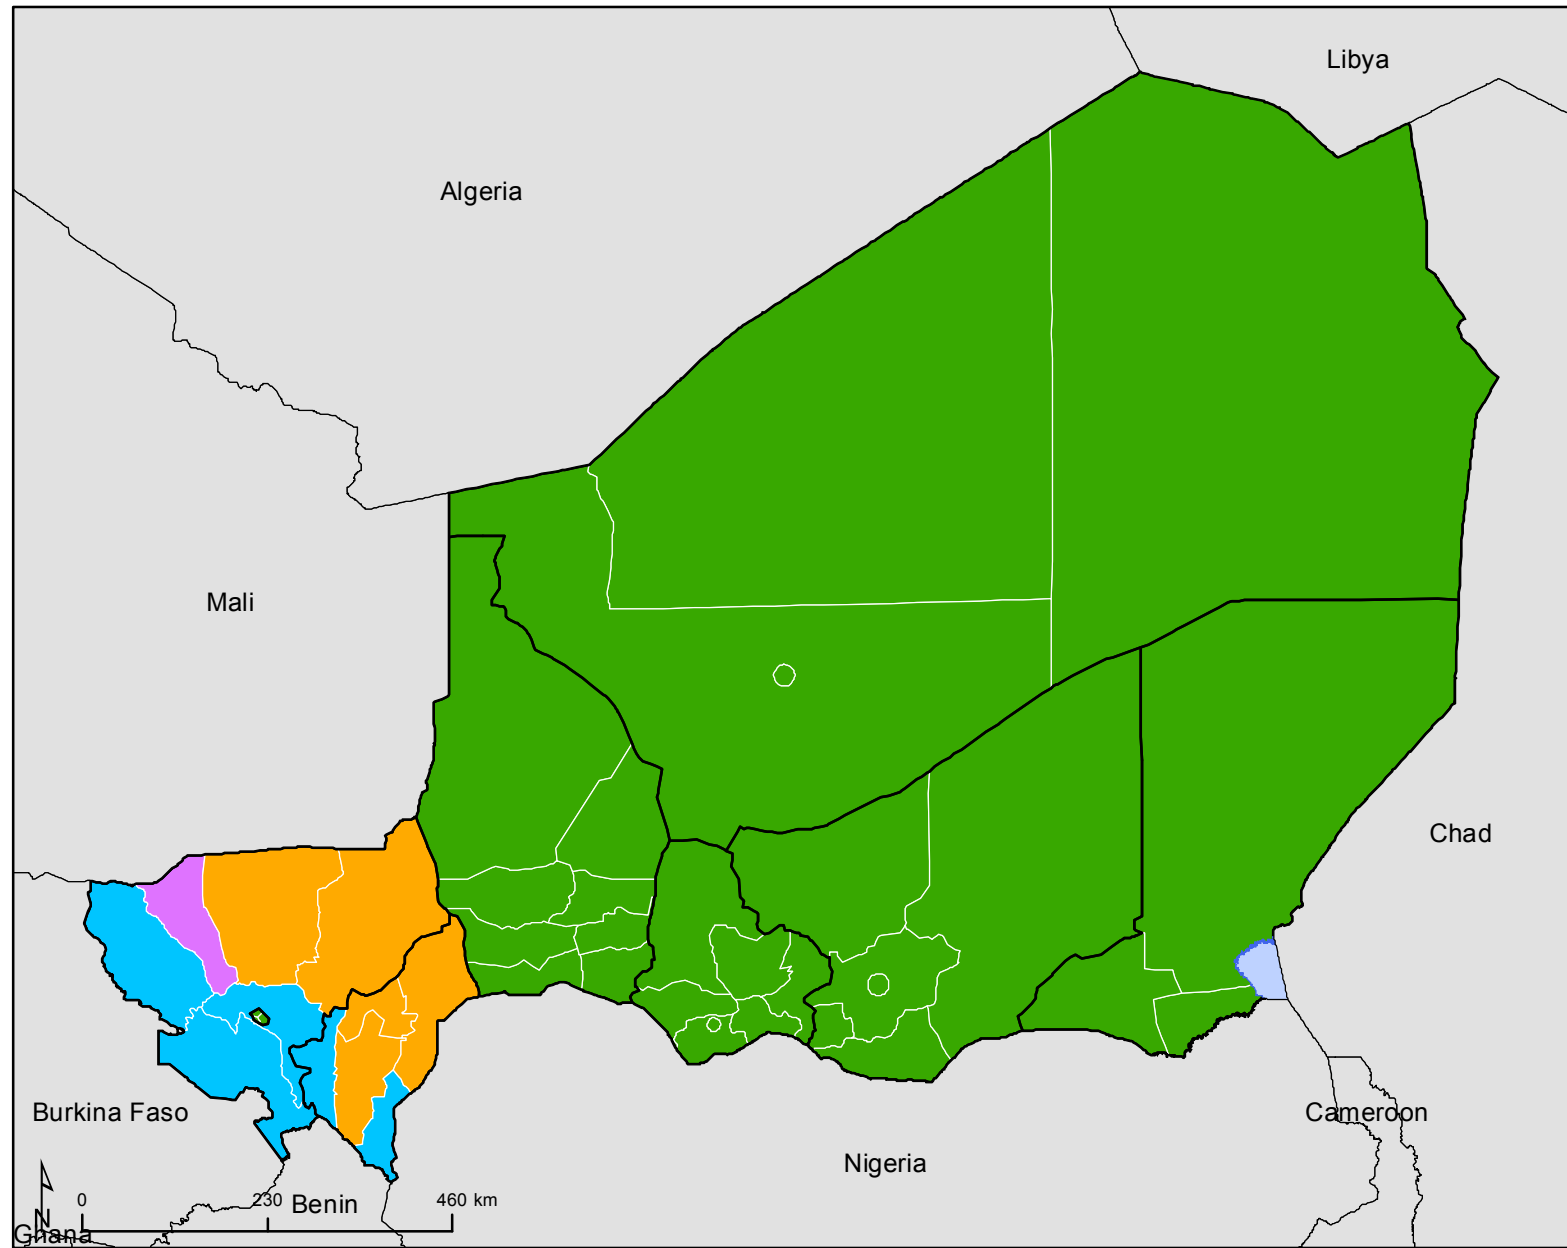 Libya
Algeria
Mali
Chad
Burkina Faso
Cameroon
Nigeria
N
0 230 460 km
Benin
Ghana